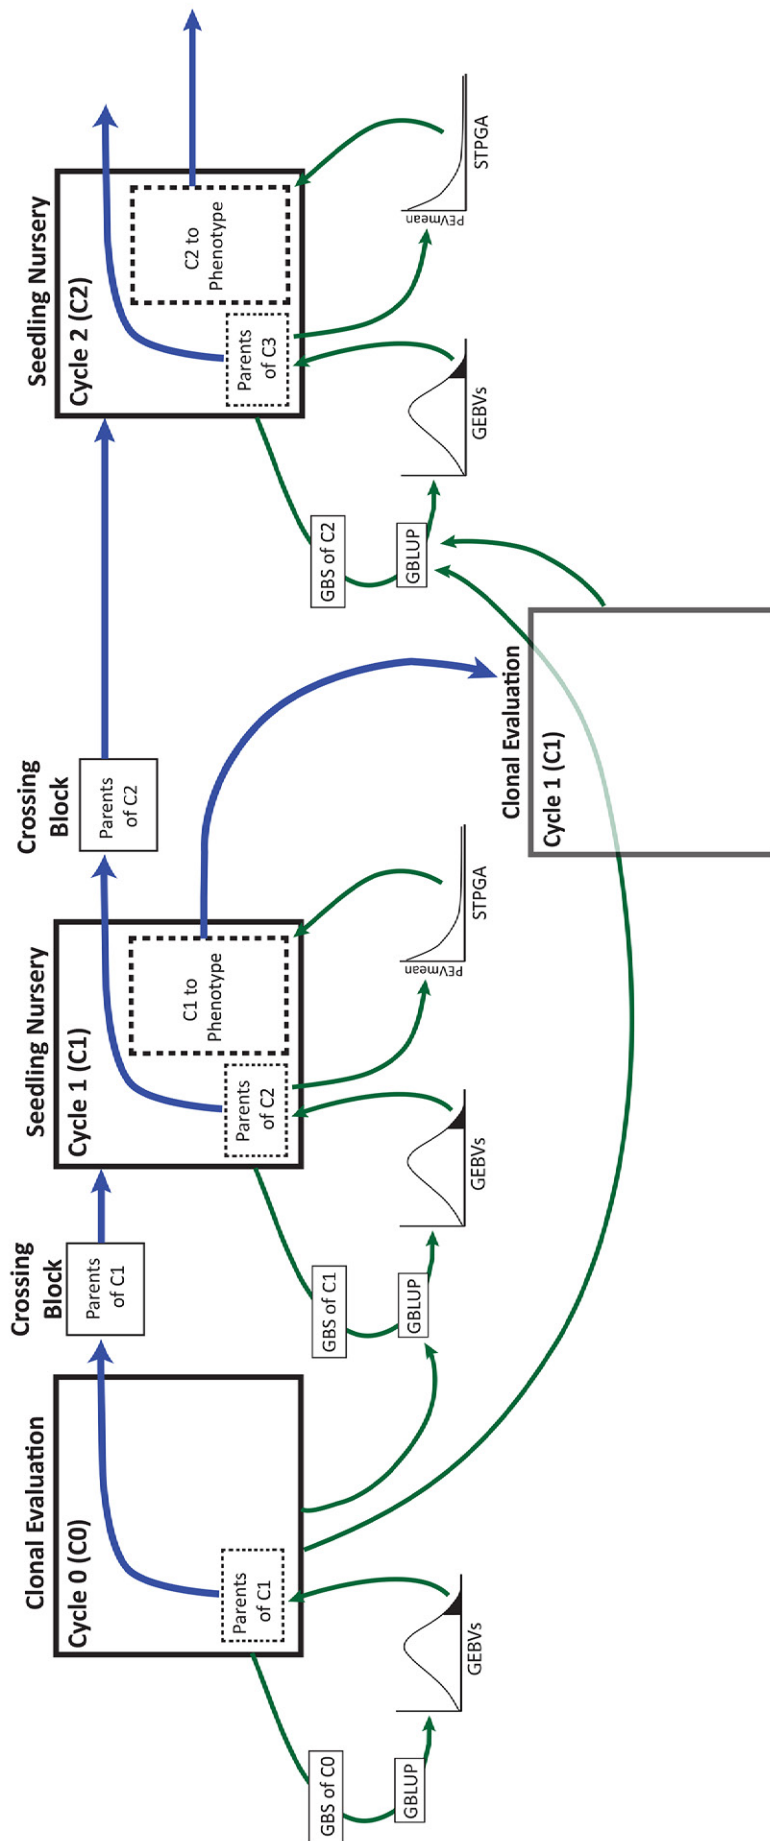 Clonal Evaluation
Cycle 0 (C0)
Parents
of C1
GBS of C0
GBLUP
GEBVs
Crossing
Block
Parents
of C1
Seedling Nursery
Cycle 1 (C1)
Parents
of C2
C1 to
Phenotype
GBS of C1
GBLUP
GEBVs
PEVmean
STPGA
Crossing
Block
Parents
of C2
Clonal Evaluation
Cycle 1 (C1)
Seedling Nursery
Cycle 2 (C2)
Parents
of C3
C2 to
Phenotype
GBS of C2
GBLUP
GEBVs
PEVmean
STPGA